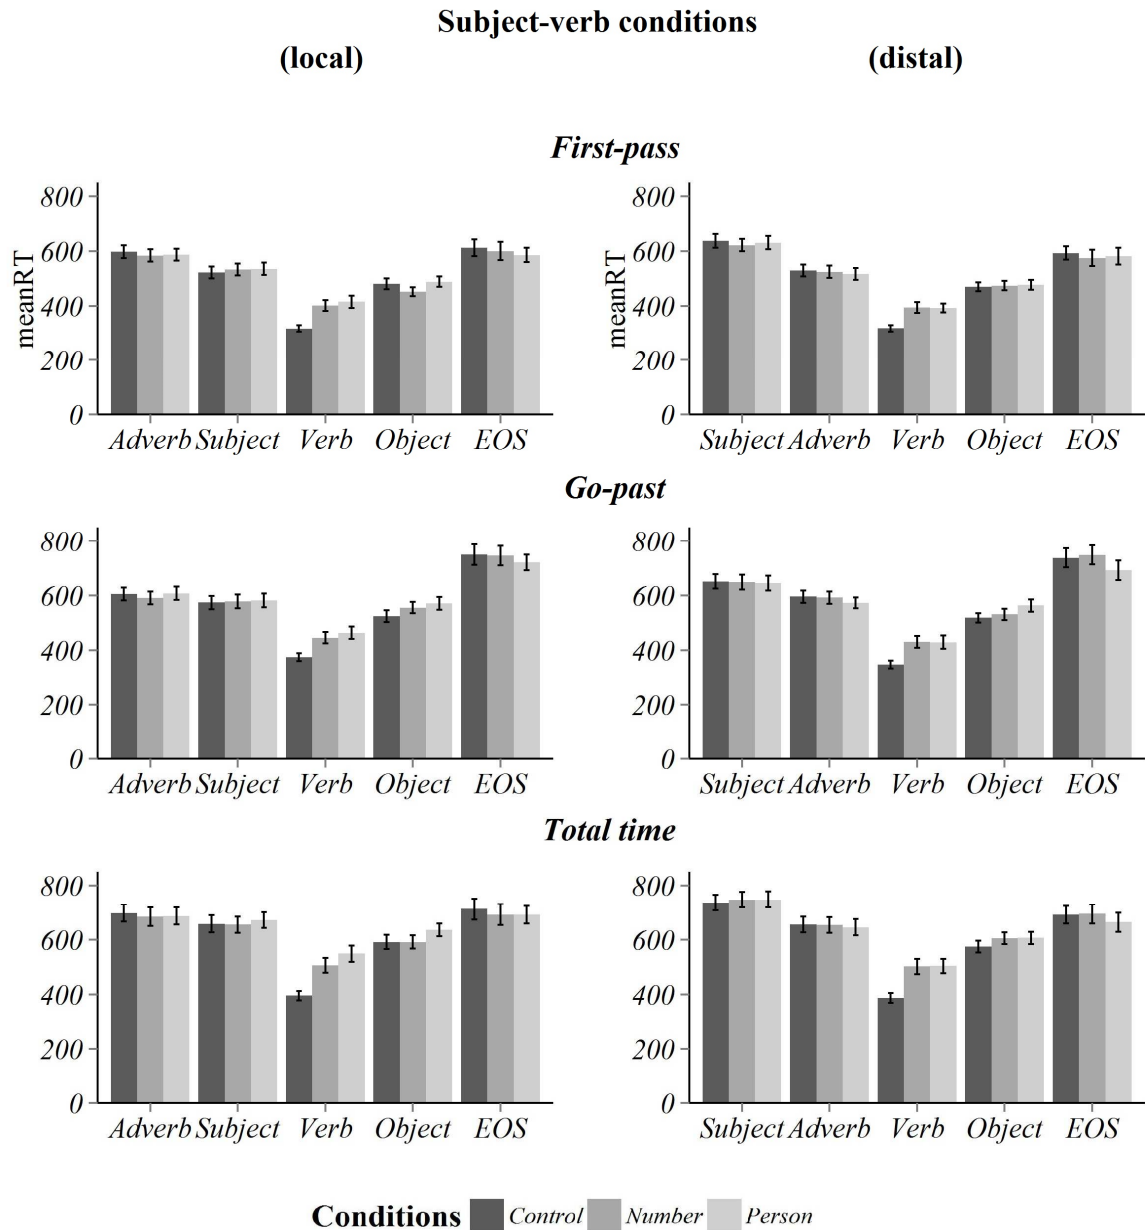 Subject-verb conditions
(local) (distal)
First-pass
meanRT 800 600 400 200 0
Adverb Subject Verb Object EOS
meanRT 800 600 400 200 0
Subject Adverb Verb Object EOS
Go-past
800 600 400 200 0
Adverb Subject Verb Object EOS
800 600 400 200 0
Subject Adverb Verb Object EOS
Total time
800 600 400 200 0
Adverb Subject Verb Object EOS
800 600 400 200 0
Subject Adverb Verb Object EOS
Conditions Control Number Person